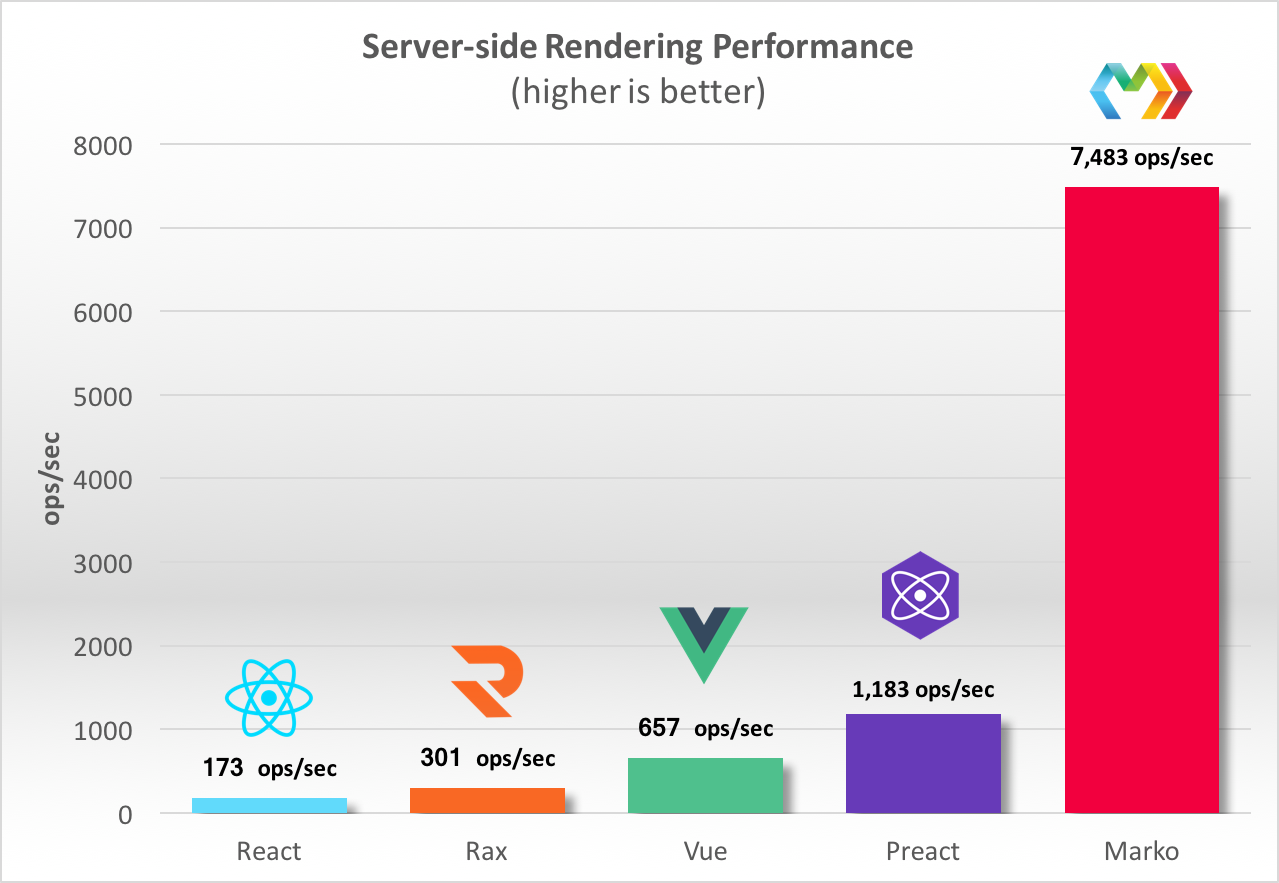 Server-side Rendering Performance
(higher is better)
8000
7000
6000
5000
4000
3000
2000
1000
0
ops/sec
173 ops/sec
301 ops/sec
657 ops/sec
1,183 ops/sec
7,483 ops/sec
React
Rax
Vue
Preact
Marko